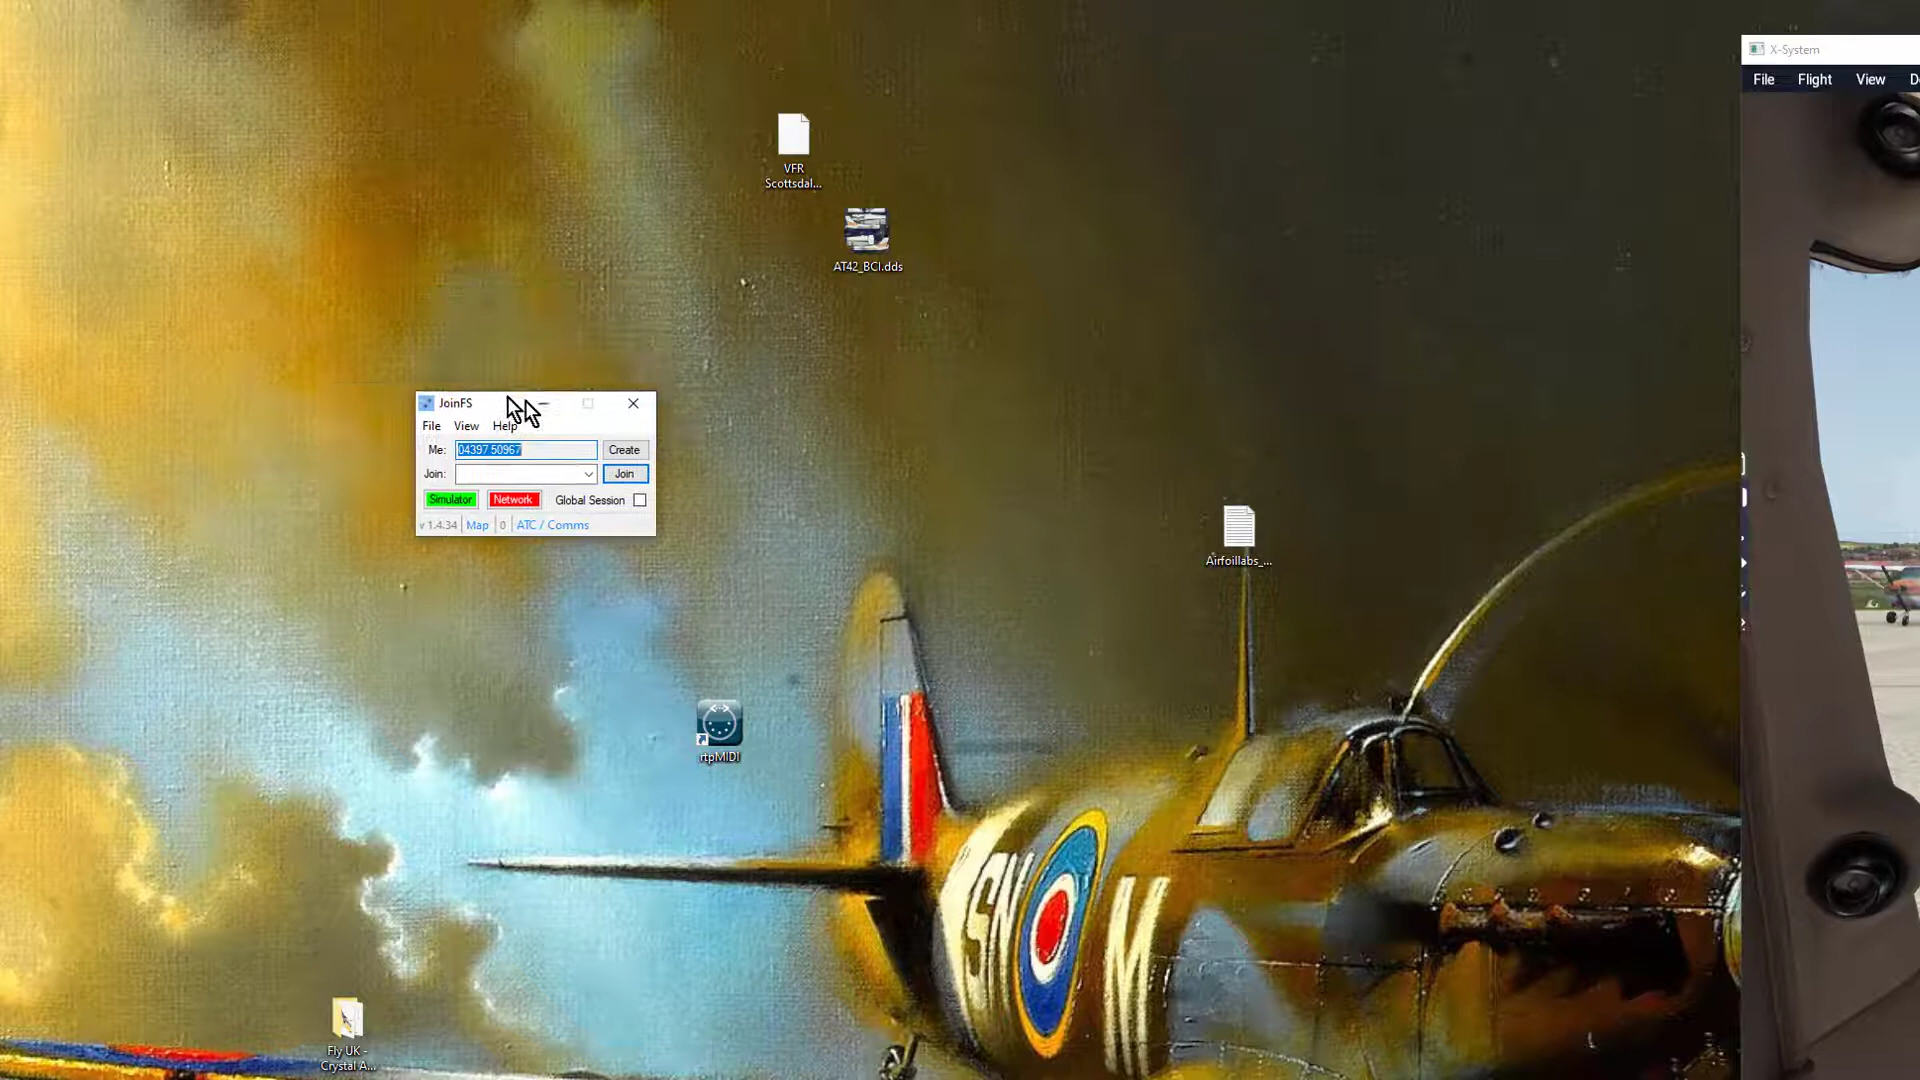 X-System
File Flight View D
VFR
Scottsdal...
AT42_BCI.dds
JoinFS
File View Help
Me: 04397 50967 Create
Join: Join
Simulator Network Global Session
v 1.4.34 Map 0 ATC / Comms
Airfoillabs_...
rtpMIDI
SN M
Fly UK -
Crystal A...